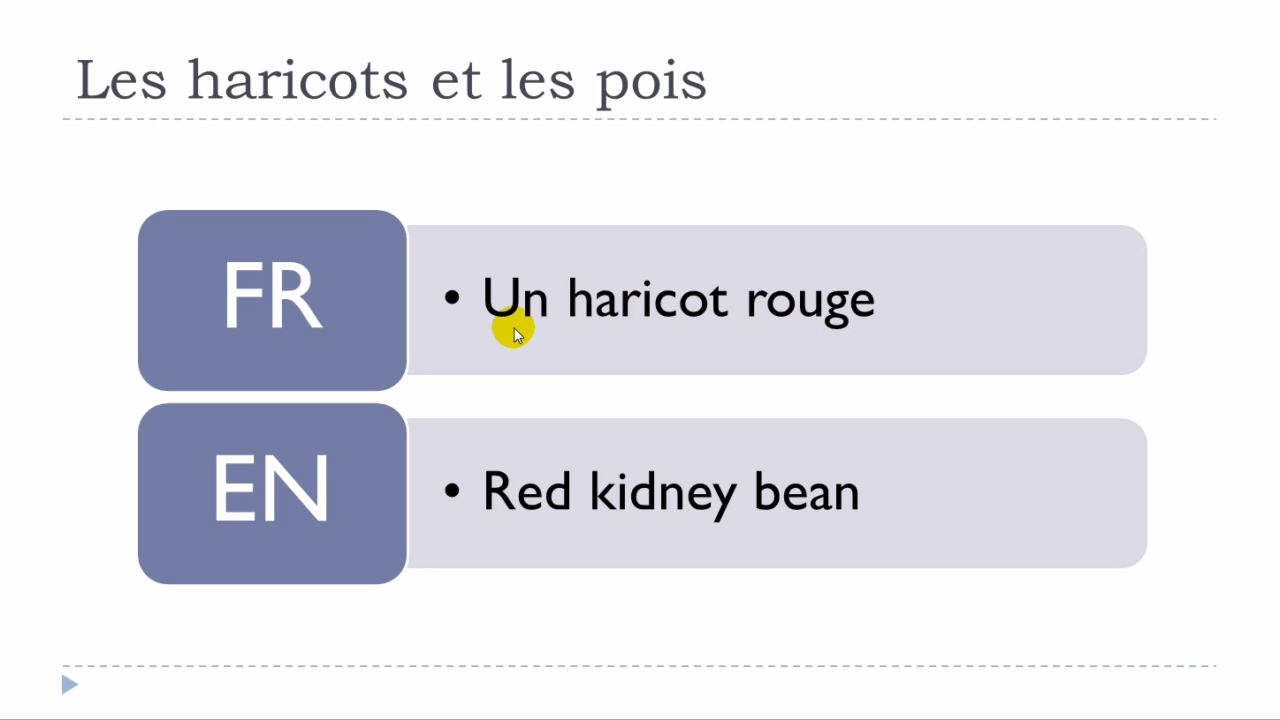 Les haricots et les pois
FR
• Un haricot rouge
EN
• Red kidney bean